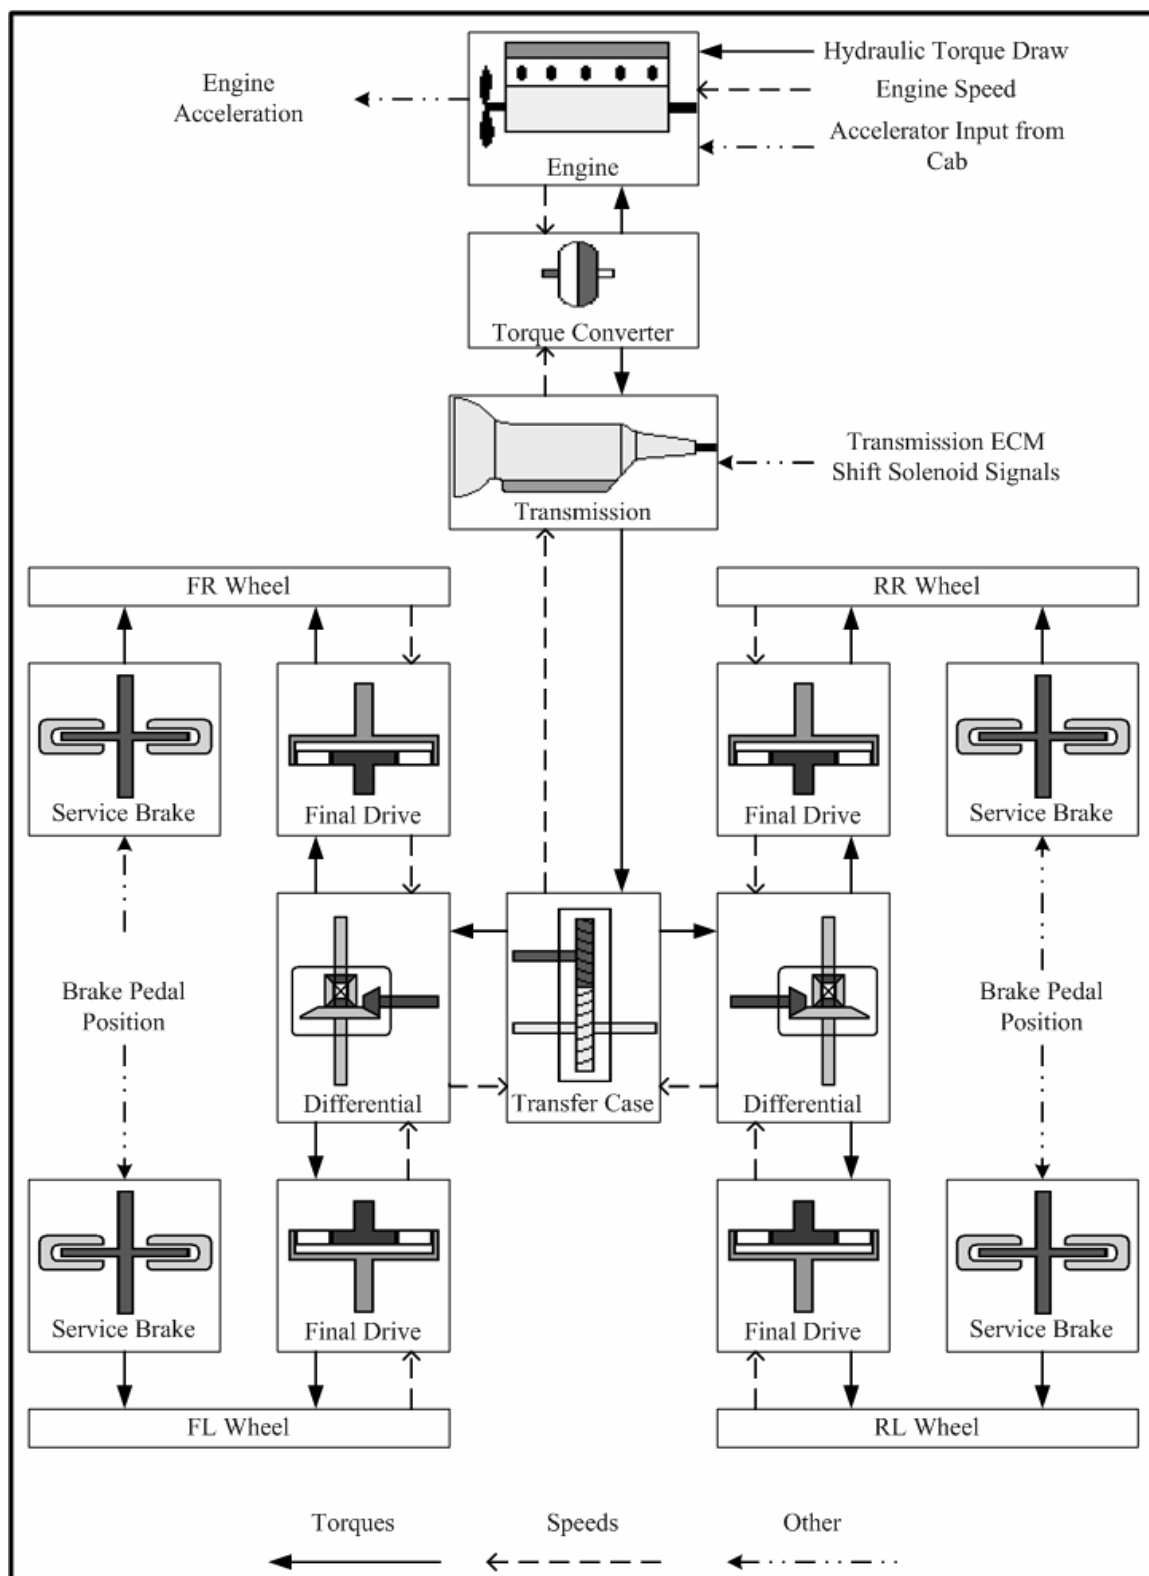 Hydraulic Torque Draw
Engine
Acceleration
Engine Speed
Accelerator Input from
Cab
Engine
Torque Converter
Transmission ECM
Shift Solenoid Signals
Transmission
FR Wheel
RR Wheel
Service Brake
Final Drive
Final Drive
Service Brake
Brake Pedal
Position
Brake Pedal
Position
Differential
Transfer Case
Differential
Service Brake
Final Drive
Final Drive
Service Brake
FL Wheel
RL Wheel
Torques
Speeds
Other